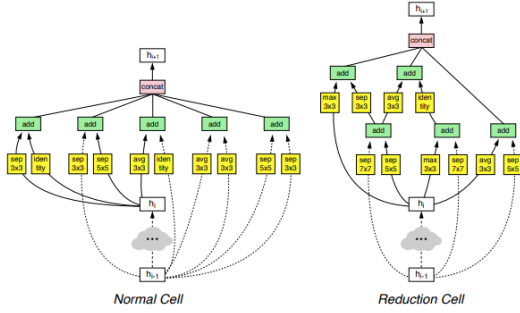 h_{i+1}
concat
add add add add add
sep 3x3 iden tity sep 3x3 sep 5x5 avg 3x3 iden tity avg 3x3 avg 3x3 sep 5x5 sep 3x3
h_i
...
h_{i-1}
Normal Cell
h_{i+1}
concat
add add
max 3x3 sep 3x3 avg 3x3 iden tity
add add add
sep 7x7 sep 5x5 max 3x3 sep 7x7 avg 3x3 sep 5x5
h_i
...
h_{i-1}
Reduction Cell